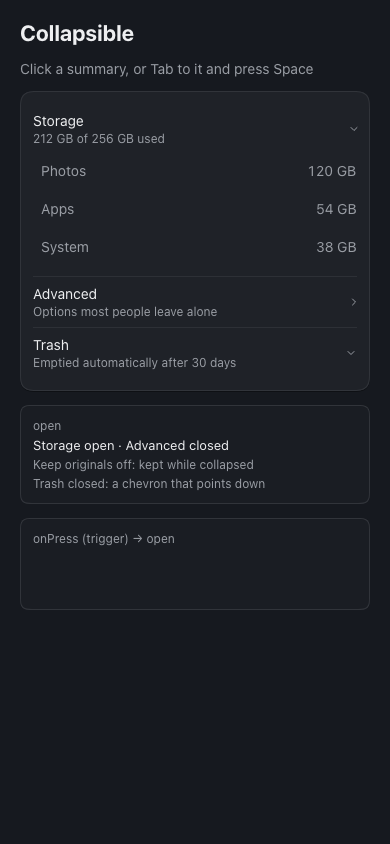 Collapsible
Click a summary, or Tab to it and press Space
Storage
212 GB of 256 GB used
Photos 120 GB
Apps 54 GB
System 38 GB
Advanced
Options most people leave alone
Trash
Emptied automatically after 30 days
open
Storage open · Advanced closed
Keep originals off: kept while collapsed
Trash closed: a chevron that points down
onPress (trigger) → open